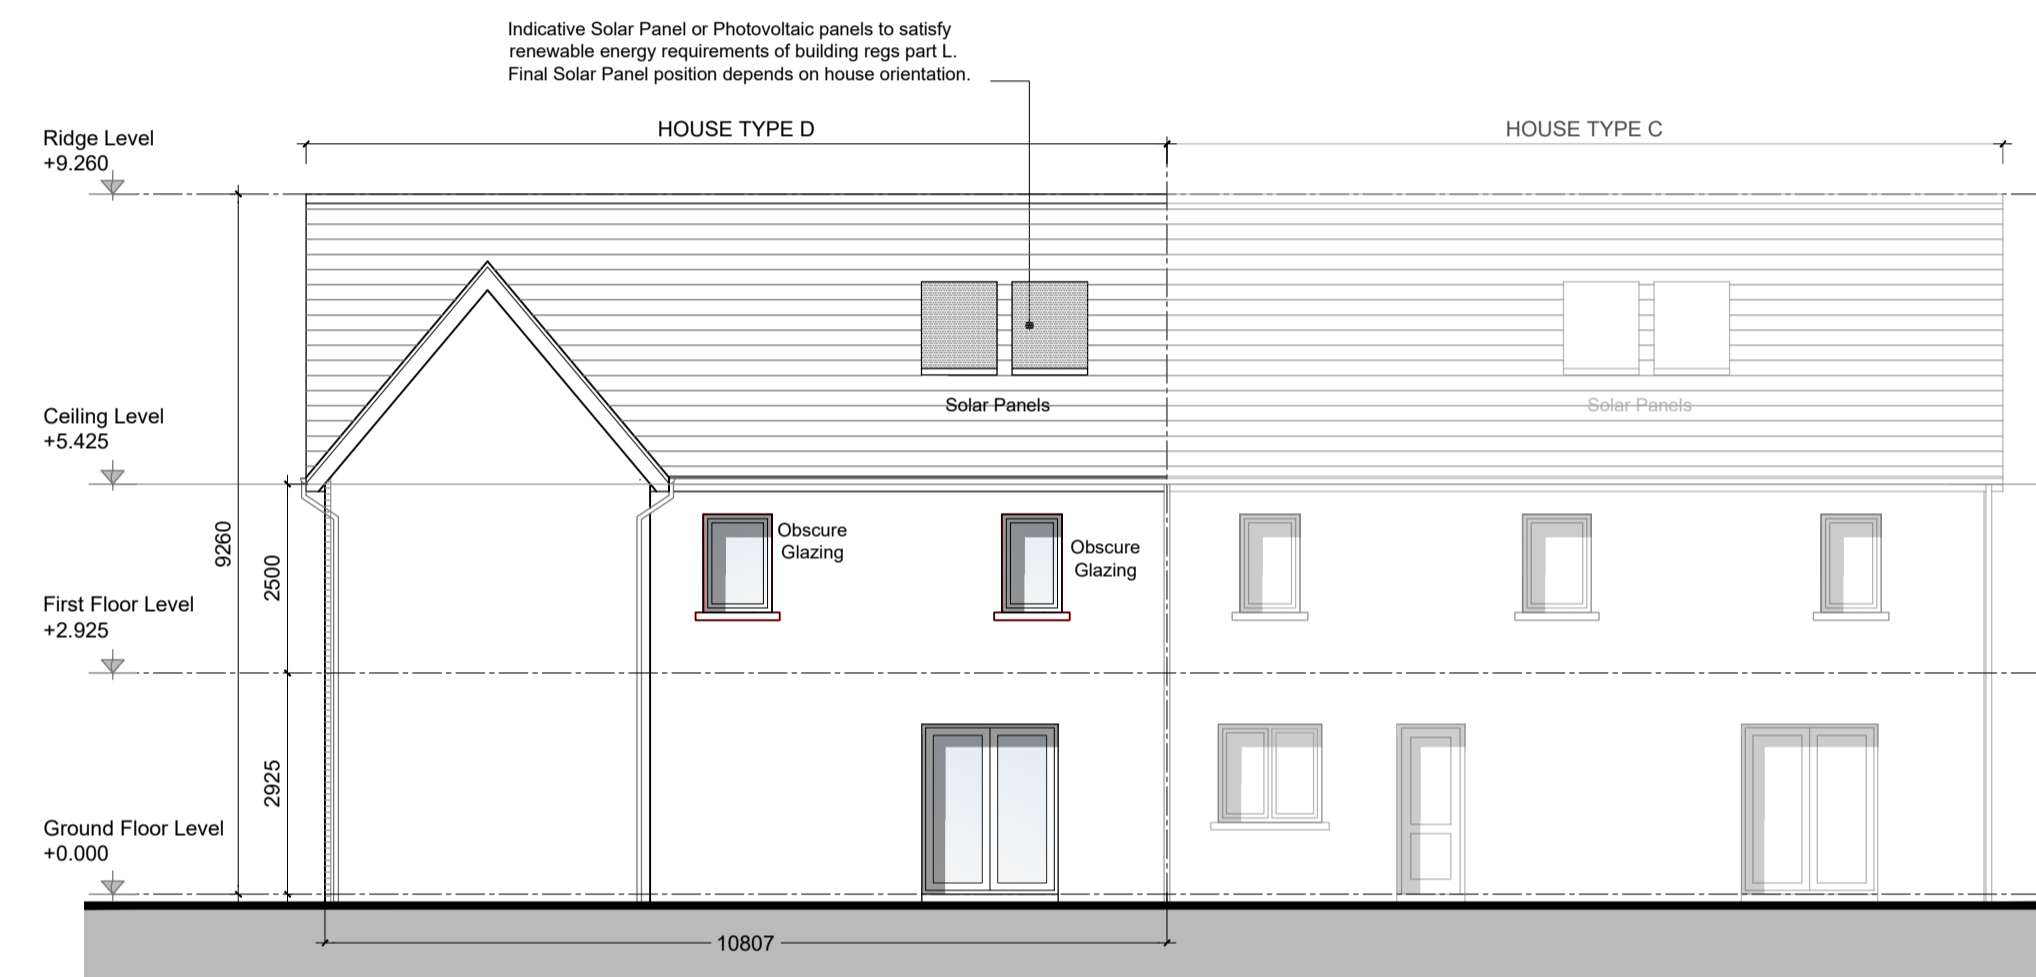 Indicative Solar Panel or Photovoltaic panels to satisfy
renewable energy requirements of building regs part L.
Final Solar Panel position depends on house orientation.
HOUSE TYPE D
HOUSE TYPE C
Ridge Level
+9.260
Solar Panels
Solar Panels
Ceiling Level
+5.425
Obscure
Glazing
Obscure
Glazing
9260
2500
First Floor Level
+2.925
2925
Ground Floor Level
+0.000
10807